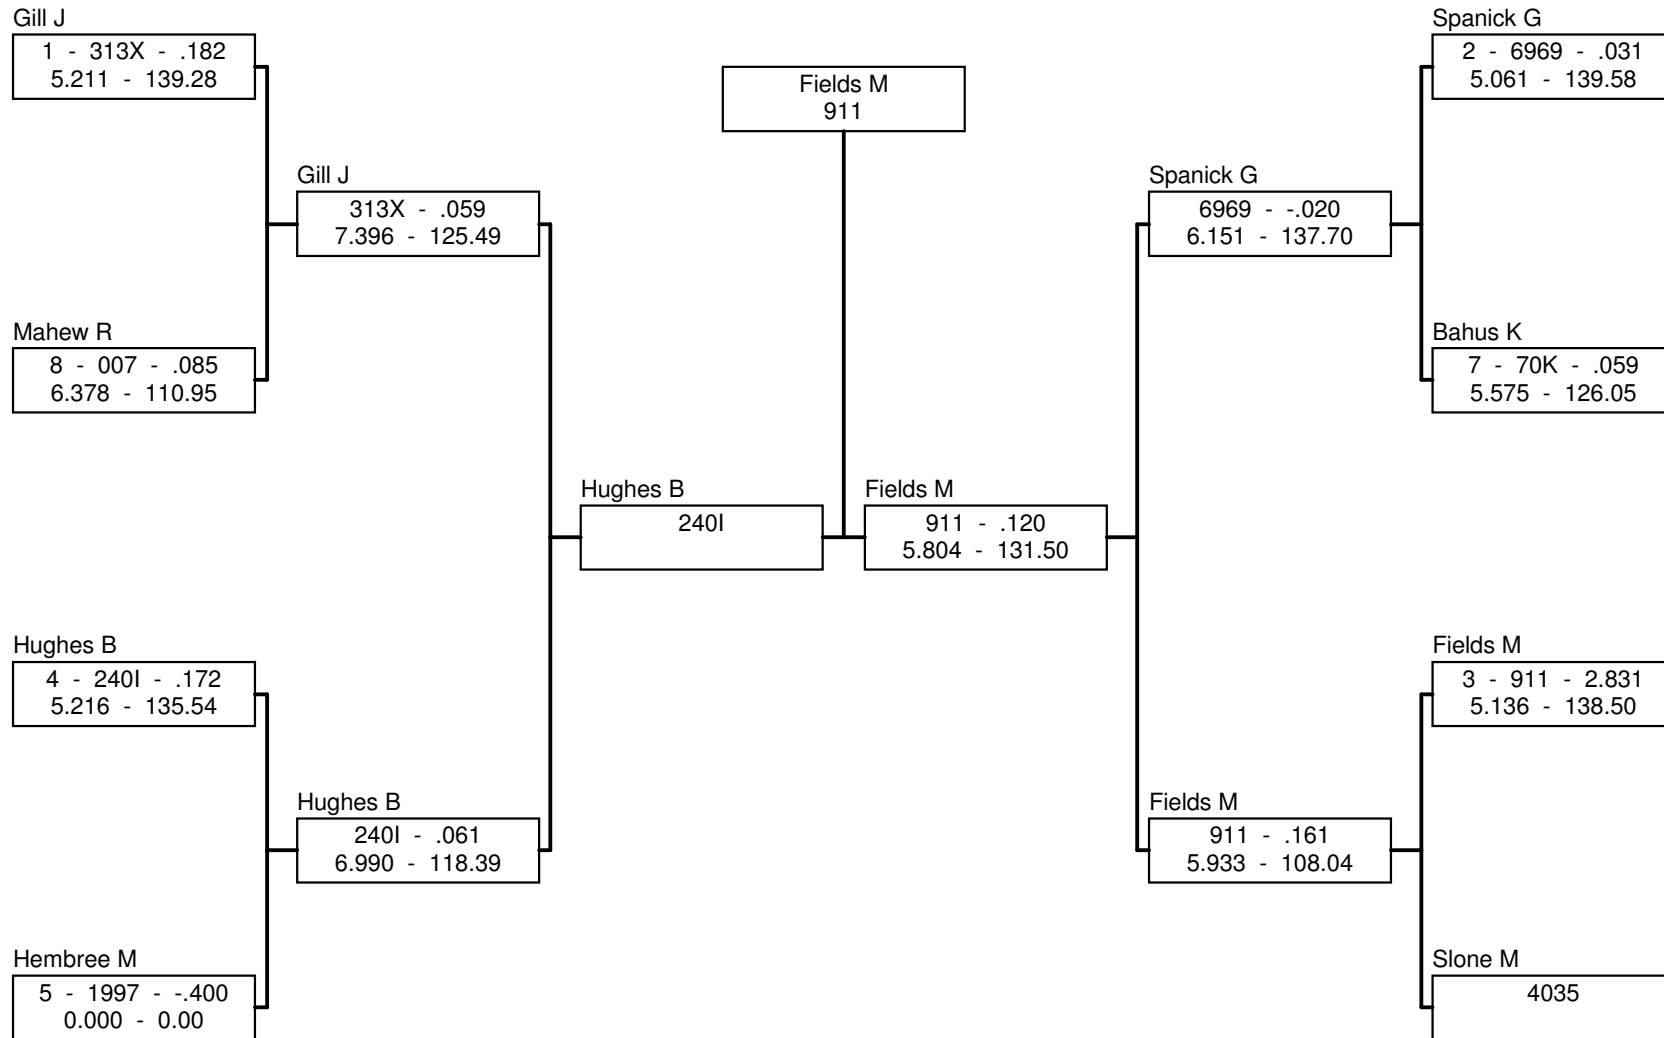 Gill J
1 - 313X - .182
5.211 - 139.28
Mahew R
8 - 007 - .085
6.378 - 110.95
Hughes B
4 - 240I - .172
5.216 - 135.54
Hembree M
5 - 1997 - -.400
0.000 - 0.00
Gill J
313X - .059
7.396 - 125.49
Hughes B
240I - .061
6.990 - 118.39
Hughes B
240I
Fields M
911
Fields M
911 - .120
5.804 - 131.50
Spanick G
6969 - -.020
6.151 - 137.70
Fields M
911 - .161
5.933 - 108.04
Spanick G
2 - 6969 - .031
5.061 - 139.58
Bahus K
7 - 70K - .059
5.575 - 126.05
Fields M
3 - 911 - 2.831
5.136 - 138.50
Slone M
4035